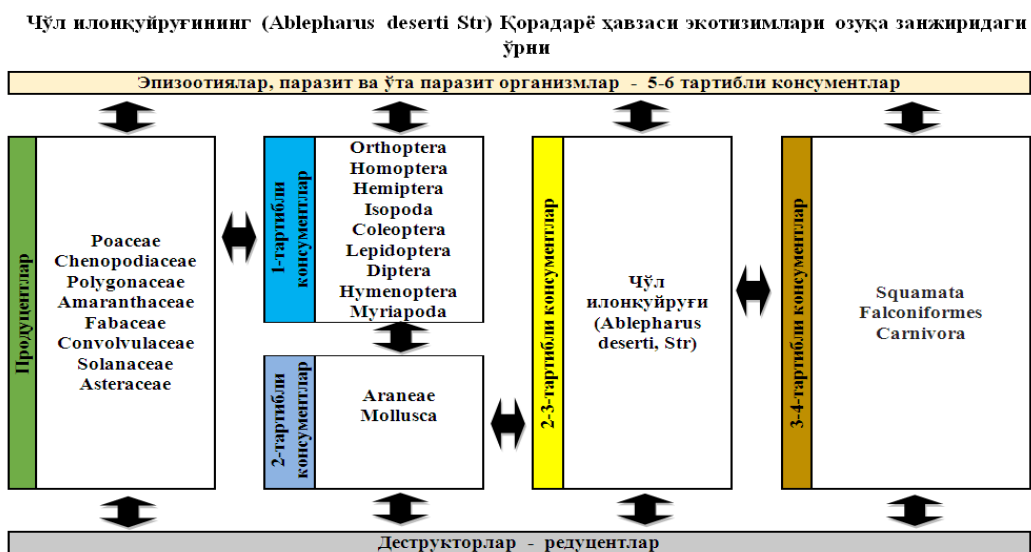 Чўл илонқуйруғининг (Ablepharus deserti Str) Қорадарё ҳавзаси экотизимлари озуқа занжиридаги
ўрни
Эпизоотиялар, паразит ва ўта паразит организмлар - 5-6 тартибли консументлар
Продуцентлар
Poaceae
Chenopodiaceae
Polygonaceae
Amaranthaceae
Fabaceae
Convolvulaceae
Solanaceae
Asteraceae
1-тартибли
консументлар
Orthoptera
Homoptera
Hemiptera
Isopoda
Coleoptera
Lepidoptera
Diptera
Hymenoptera
Myriapoda
2-тартибли
консументлар
Araneae
Mollusca
2-3-тартибли консументлар
Чўл
илонқуйруғи
(Ablepharus
deserti, Str)
3-4-тартибли консументлар
Squamata
Falconiformes
Carnivora
Деструкторлар - редуцентлар